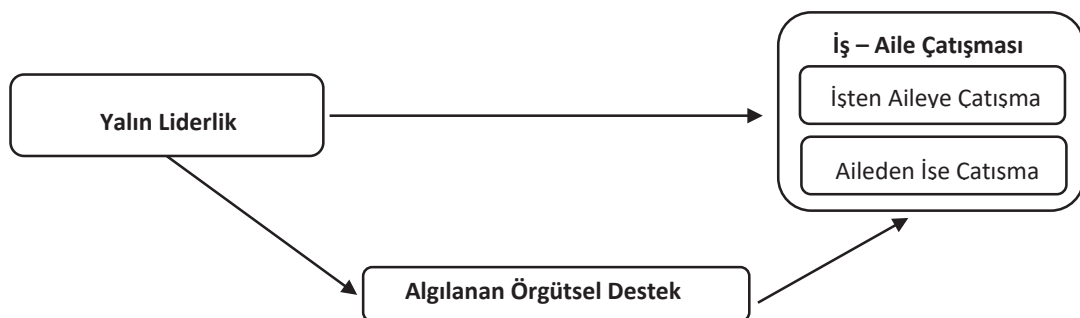 İş – Aile Çatışması
İşten Aileye Çatışma
Yalın Liderlik
Aileden İse Catısma
Algılanan Örgütsel Destek